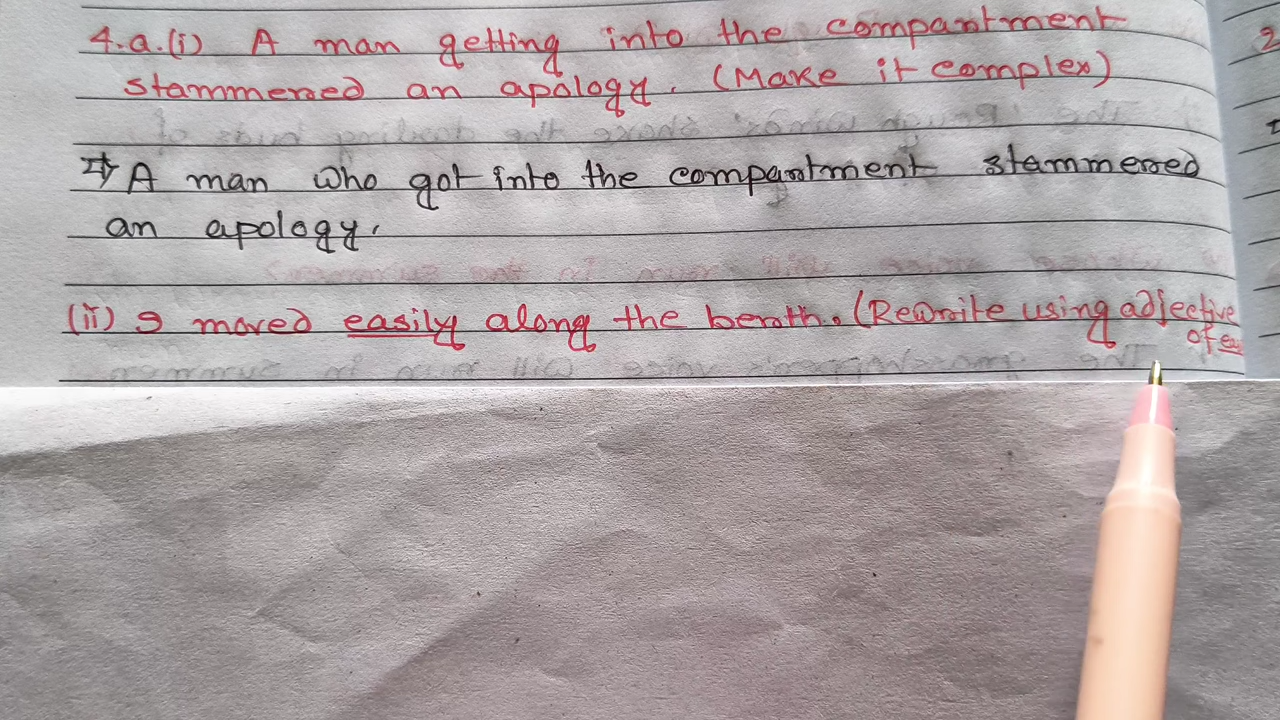 4.a.(i) A man getting into the compartment
stammered an apology. (Make it complex)
⇒ A man who got into the compartment stammered
an apology.
(ii) I moved easily along the berth. (Rewrite using adjective
of